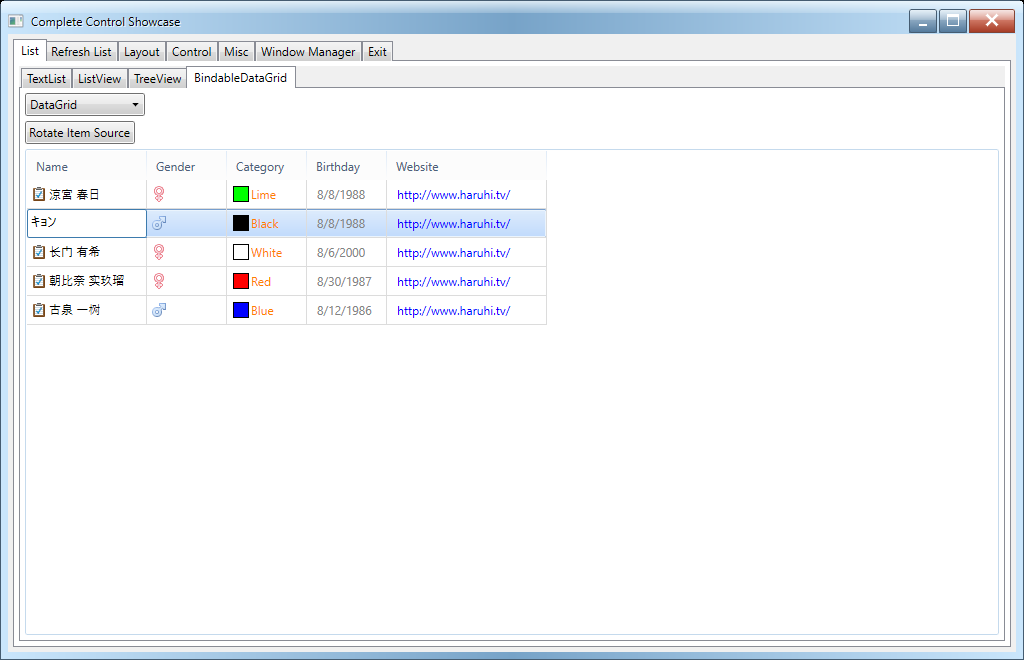 Complete Control Showcase
List Refresh List Layout Control Misc Window Manager Exit
TextList ListView TreeView BindableDataGrid
DataGrid
Rotate Item Source
Name Gender Category Birthday Website
涼宮 春日 Lime 8/8/1988 http://www.haruhi.tv/
キョン Black 8/8/1988 http://www.haruhi.tv/
长门 有希 White 8/6/2000 http://www.haruhi.tv/
朝比奈 实玖瑠 Red 8/30/1987 http://www.haruhi.tv/
古泉 一树 Blue 8/12/1986 http://www.haruhi.tv/